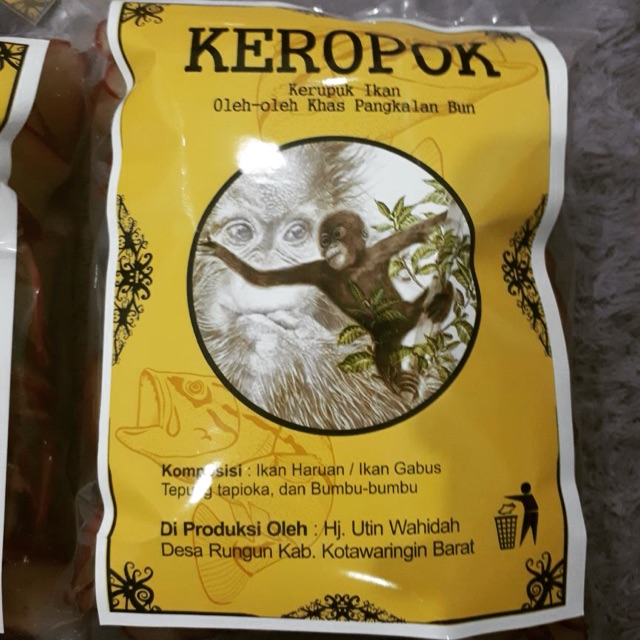 KEROPOK
Kerupuk Ikan
Oleh-oleh Khas Pangkalan Bun
Komposisi : Ikan Haruan / Ikan Gabus
Tepung tapioka, dan Bumbu-bumbu
Di Produksi Oleh : Hj. Utin Wahidah
Desa Rungun Kab. Kotawaringin Barat